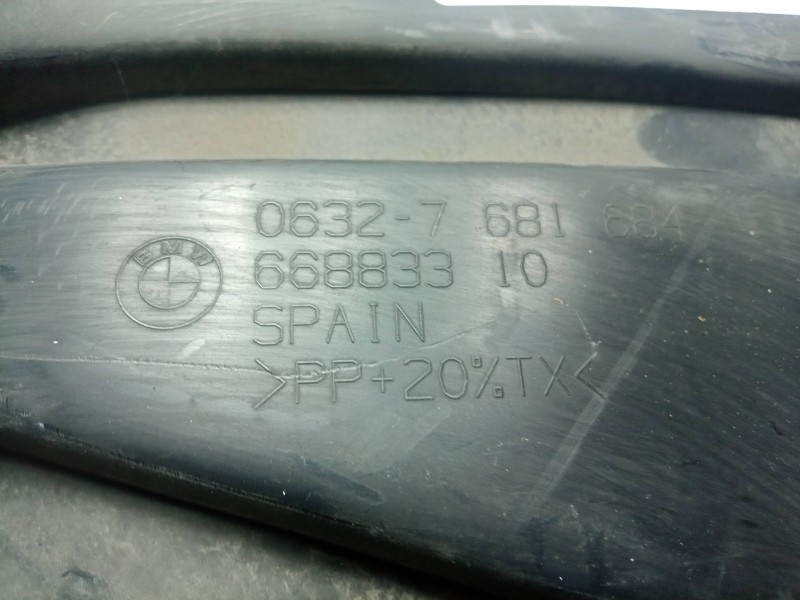 0632-7 681 684
BMW
668833 10
SPAIN
>PP+20%TX<